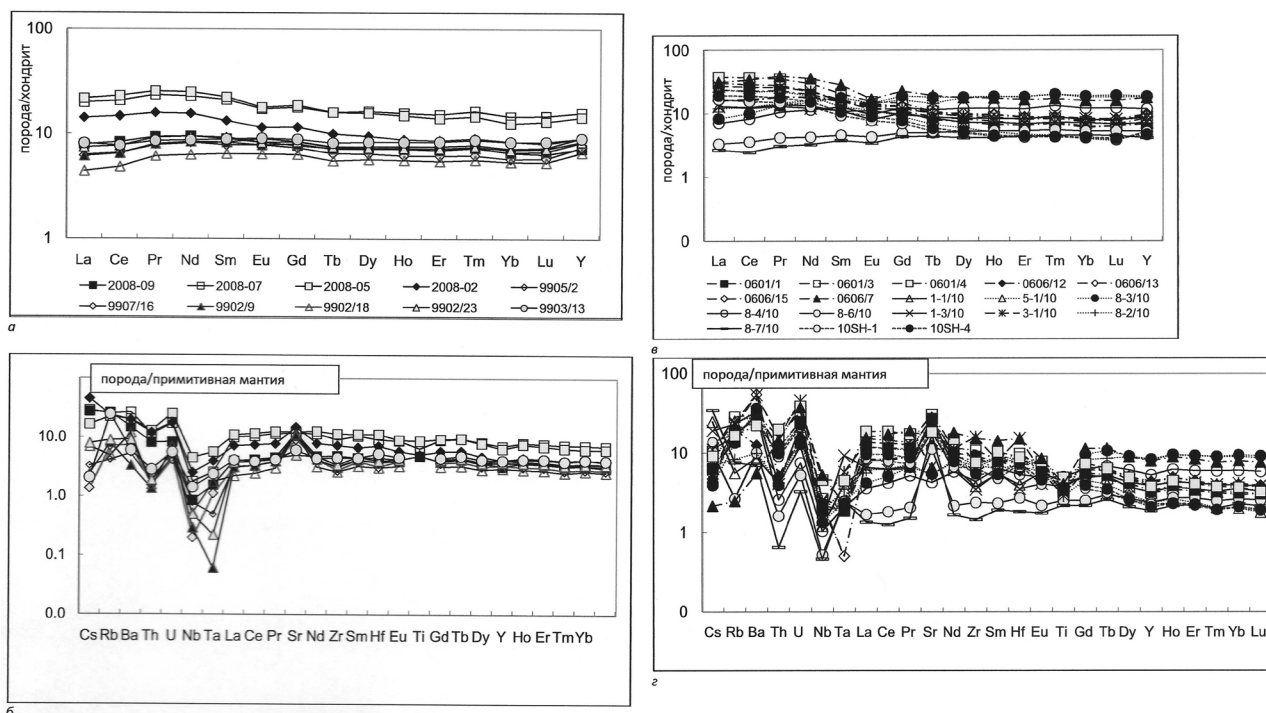 100
порода/хондрит
10
1
La Ce Pr Nd Sm Eu Gd Tb Dy Ho Er Tm Yb Lu Y
2008-09 2008-07 2008-05 2008-02 9905/2
9907/16 9902/9 9902/18 9902/23 9903/13
а
порода/примитивная мантия
10.0
1.0
0.1
0.0
Cs Rb Ba Th U Nb Ta La Ce Pr Sr Nd Zr Sm Hf Eu Ti Gd Tb Dy Y Ho Er Tm Yb
б
100
порода/хондрит
10
1
0
La Ce Pr Nd Sm Eu Gd Tb Dy Ho Er Tm Yb Lu Y
0601/1 0601/3 0601/4 0606/12 0606/13
0606/15 0606/7 1-1/10 5-1/10 8-3/10
8-4/10 8-6/10 1-3/10 3-1/10 8-2/10
8-7/10 10SH-1 10SH-4
в
порода/примитивная мантия
100
10
1
0
Cs Rb Ba Th U Nb Ta La Ce Pr Sr Nd Zr Sm Hf Eu Ti Gd Tb Dy Y Ho Er Tm Yb Lu
г